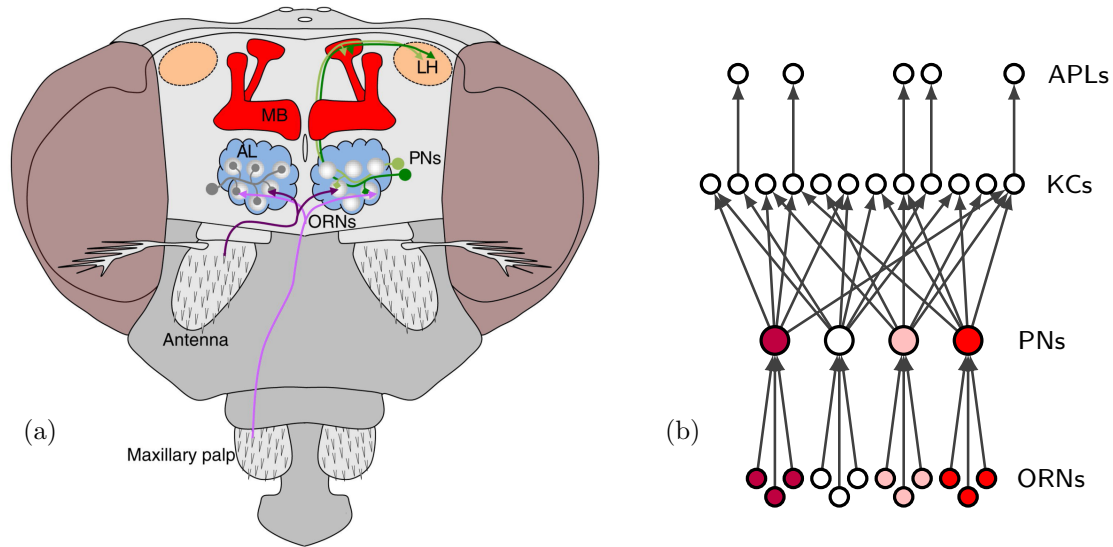 LH
MB
AL
PNs
ORNs
Antenna
Maxillary palp
(a)
APLs
KCs
PNs
ORNs
(b)